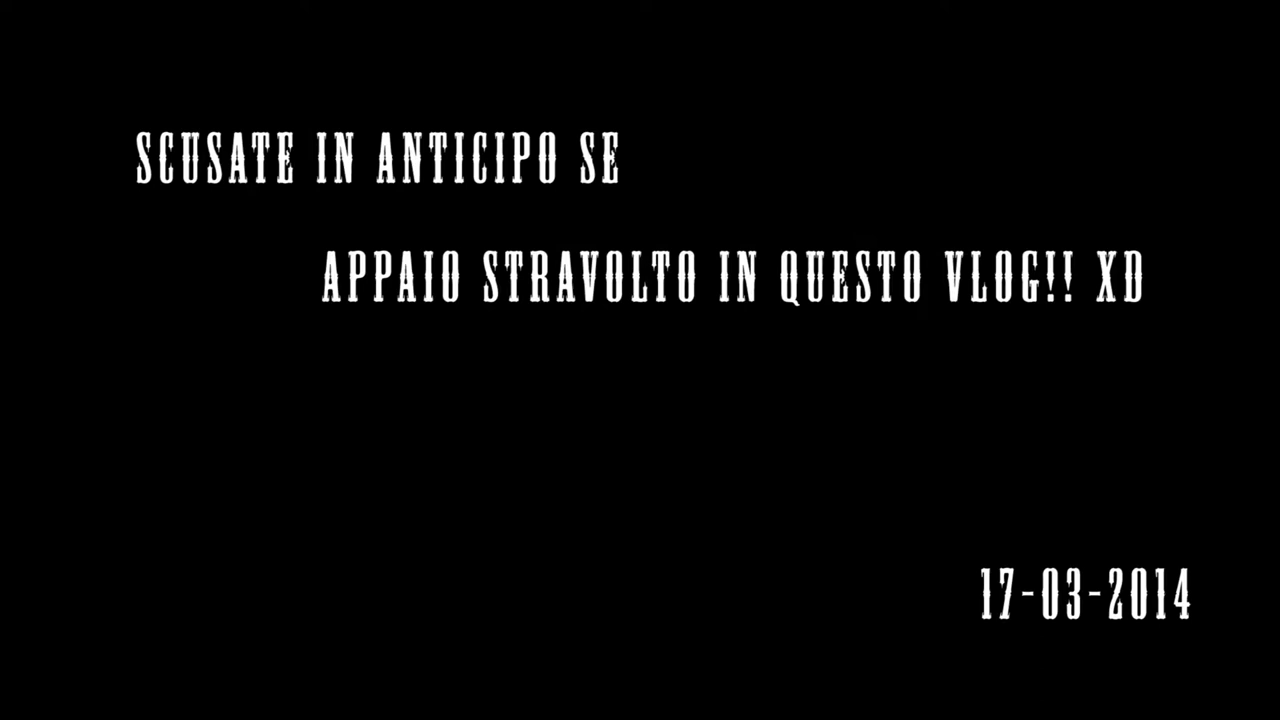 SCUSATE IN ANTICIPO SE
APPAIO STRAVOLTO IN QUESTO VLOG!! XD
17-03-2014